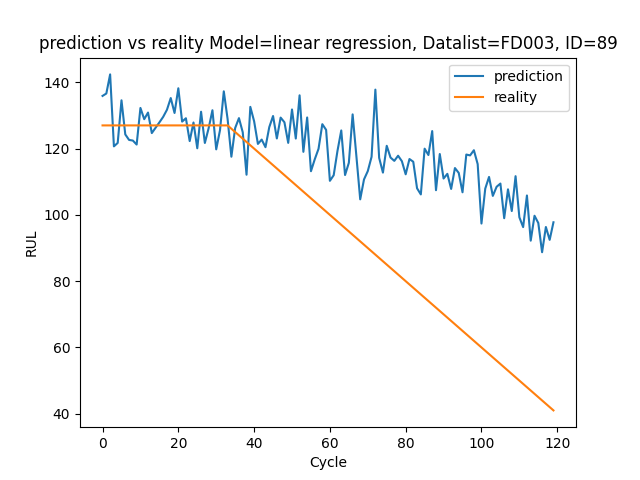 prediction vs reality Model=linear regression, Datalist=FD003, ID=89
prediction
reality
RUL
140
120
100
80
60
40
0 20 40 60 80 100 120
Cycle